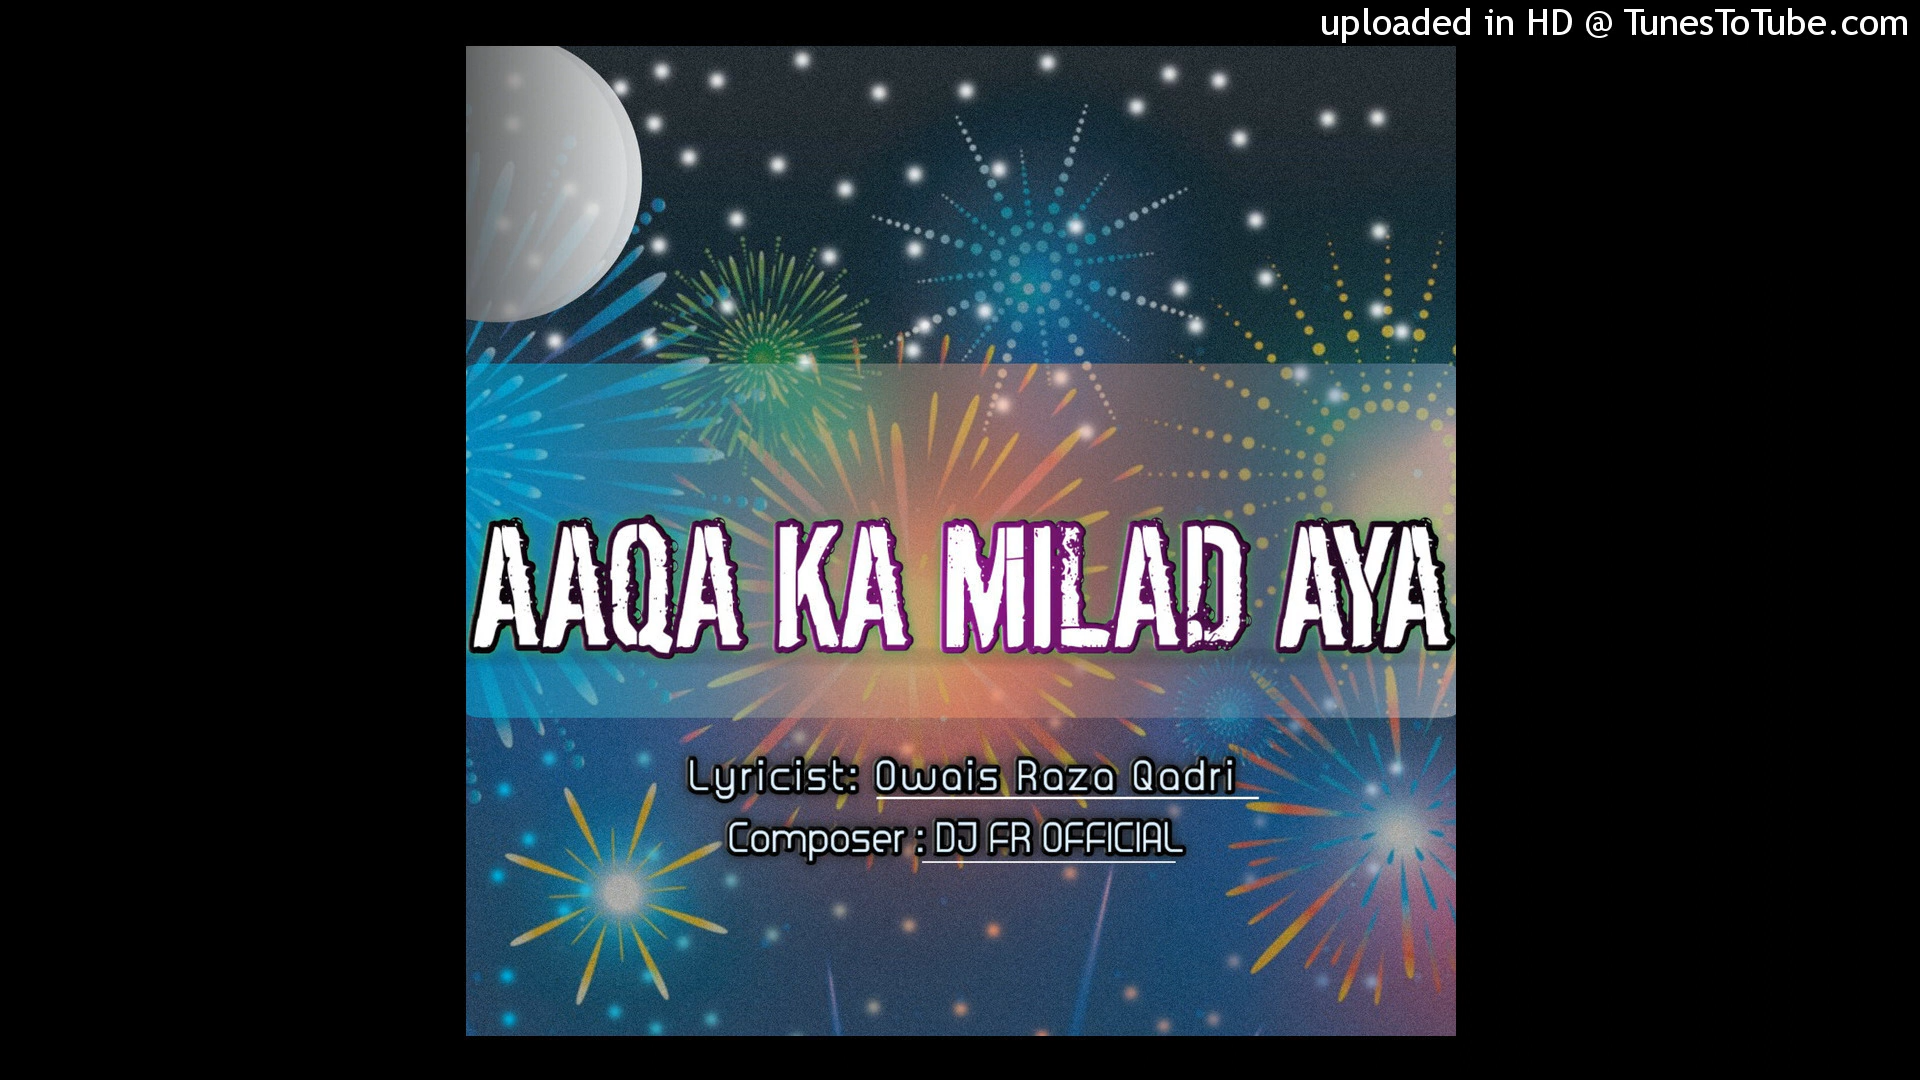 uploaded in HD @ TunesToTube.com
AAQA KA MILAD AYA
Lyricist: Owais Raza Qadri
Composer : DJ FR OFFICIAL